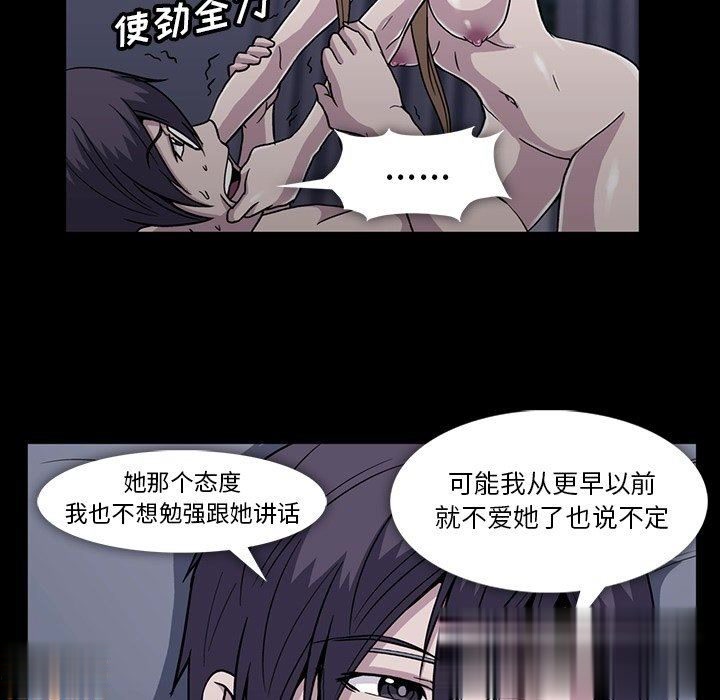 使劲全力
……
她那个态度
我也不想勉强跟她讲话
可能我从更早以前
就不爱她了也说不定